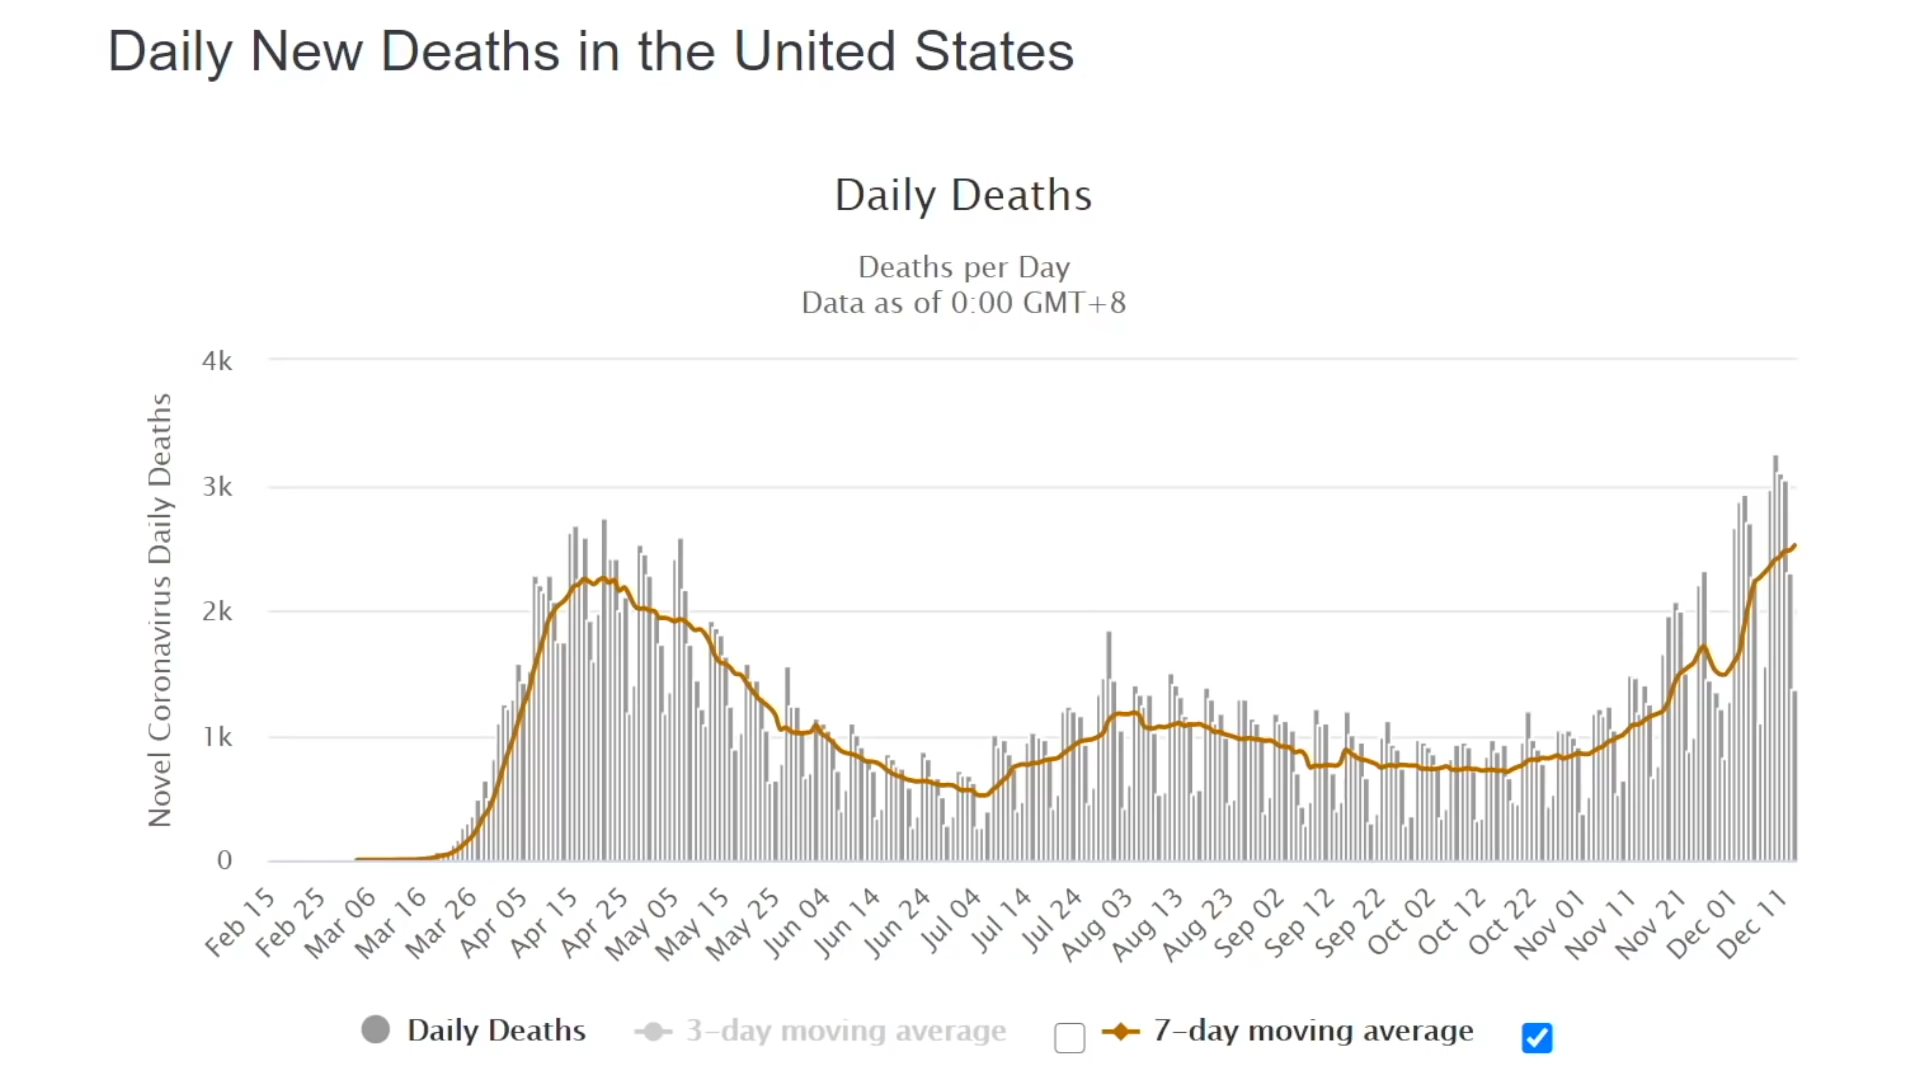 Daily New Deaths in the United States
Daily Deaths
Deaths per Day
Data as of 0:00 GMT+8
Novel Coronavirus Daily Deaths
4k
3k
2k
1k
0
Feb 15
Feb 25
Mar 06
Mar 16
Mar 26
Apr 05
Apr 15
Apr 25
May 05
May 15
May 25
Jun 04
Jun 14
Jun 24
Jul 04
Jul 14
Jul 24
Aug 03
Aug 13
Aug 23
Sep 02
Sep 12
Sep 22
Oct 02
Oct 12
Oct 22
Nov 01
Nov 11
Nov 21
Dec 01
Dec 11
Daily Deaths
3-day moving average
7-day moving average